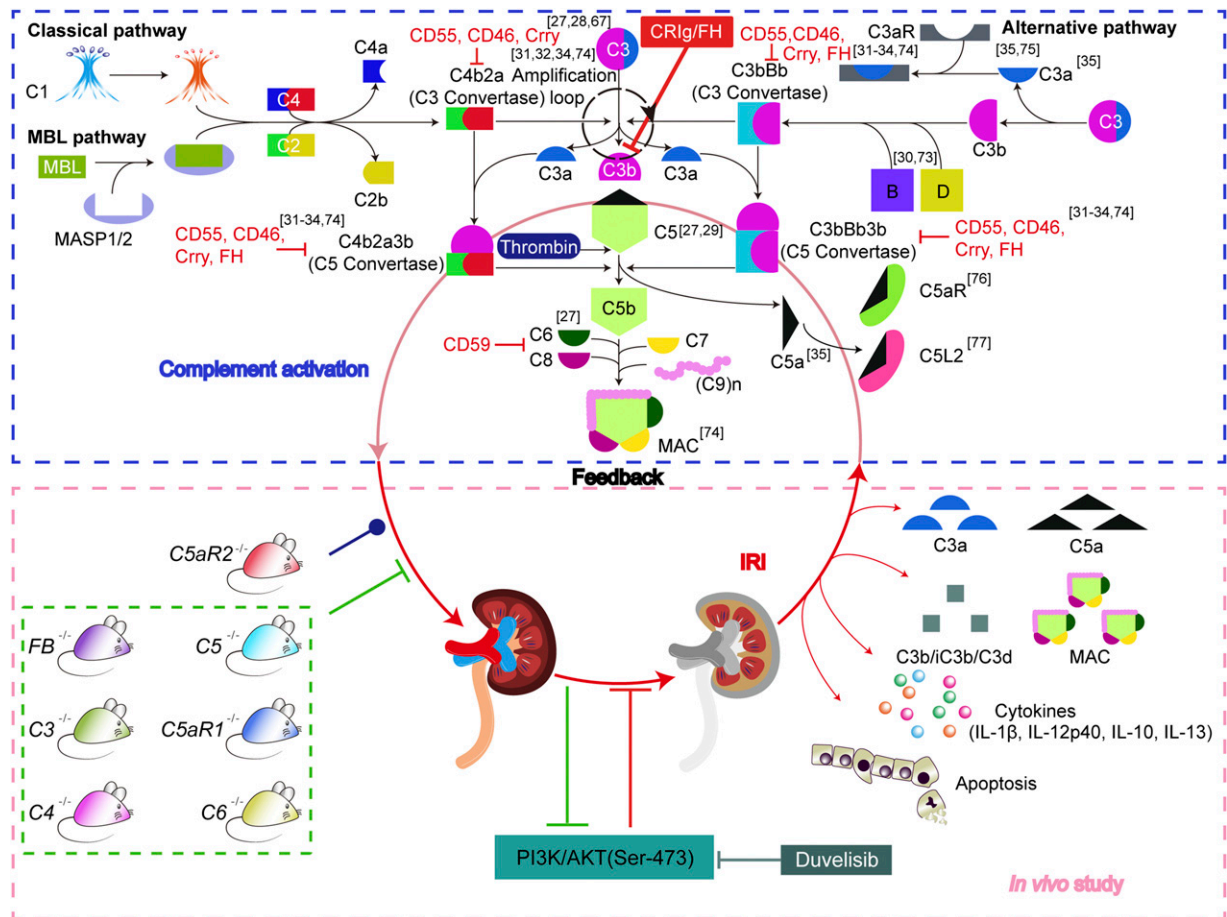 Classical pathway
C1
MBL pathway
MBL
MASP1/2
C4
C2
C4a
C2b
CD55, CD46, Crry
[27,28,67]
[31,32,34,74]
C4b2a
(C3 Convertase)
Amplification
loop
C3
CRIg/FH
CD55,CD46,
Crry, FH
[31-34,74]
C3bBb
(C3 Convertase)
C3aR
Alternative pathway
[35,75]
C3a [35]
C3
C3b
C3a
C3b
C3a
[30,73]
B
D
[31-34,74]
CD55, CD46,
Crry, FH
C4b2a3b
(C5 Convertase)
Thrombin
C5[27,29]
C3bBb3b
(C5 Convertase)
[31-34,74]
CD55, CD46,
Crry, FH
C5aR[76]
C5b
[27]
C6
CD59
C8
C7
(C9)n
C5a[35]
C5L2[77]
MAC[74]
Complement activation
Feedback
C5aR2-/-
FB-/-
C5-/-
C3-/-
C5aR1-/-
C4-/-
C6-/-
IRI
C3a
C5a
C3b/iC3b/C3d
MAC
Cytokines
(IL-1β, IL-12p40, IL-10, IL-13)
Apoptosis
PI3K/AKT(Ser-473)
Duvelisib
In vivo study